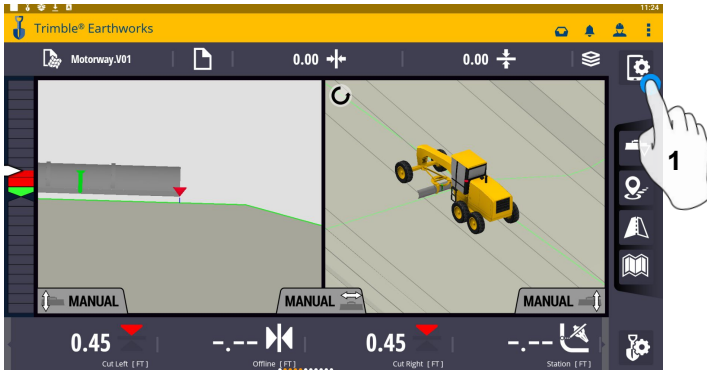 11:24
Trimble® Earthworks
Motorway.V01
0.00
0.00
1
MANUAL
MANUAL
MANUAL
0.45
-.--
0.45
-.--
Cut Left [ FT ]
Offline [ FT ]
Cut Right [ FT ]
Station [ FT ]